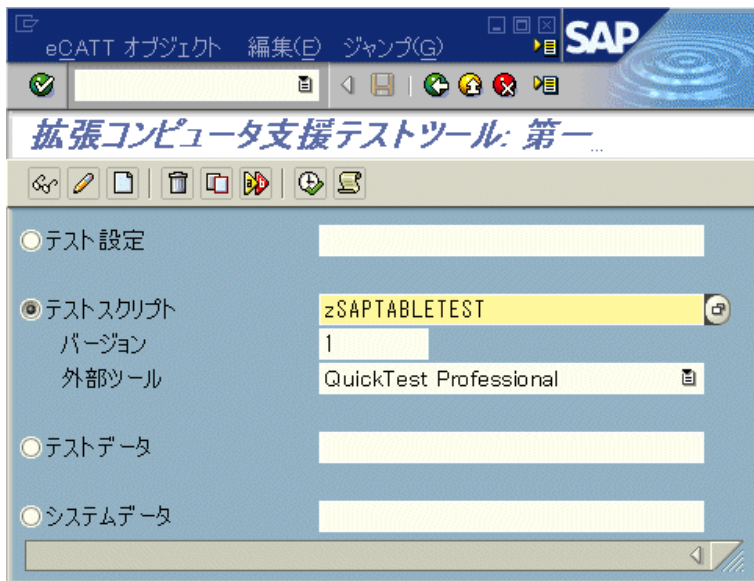 eCATT オブジェクト 編集(E) ジャンプ(G)
SAP
拡張コンピュータ支援テストツール: 第一...
テスト設定
テストスクリプト zSAPTABLETEST
バージョン 1
外部ツール QuickTest Professional
テストデータ
システムデータ